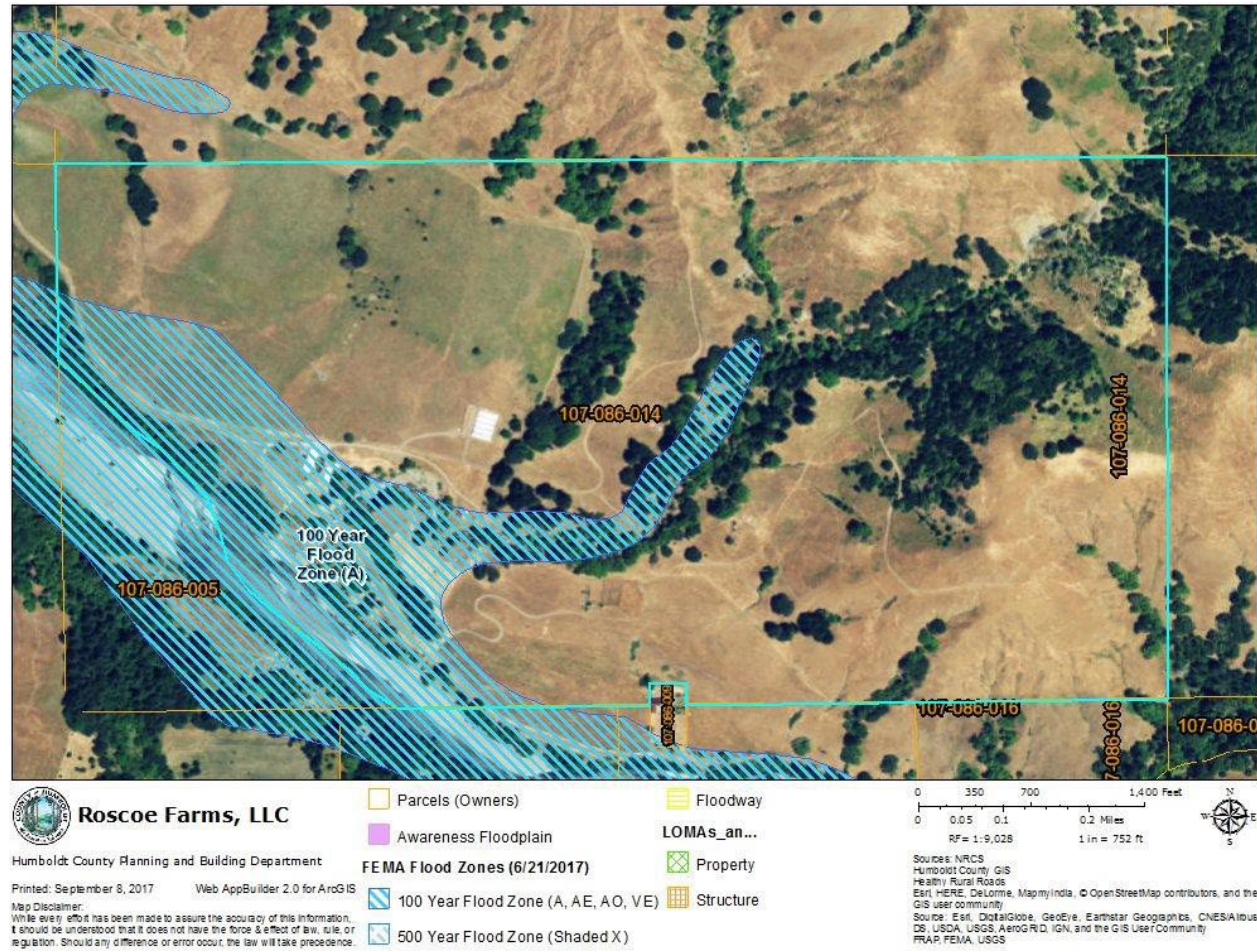 107-086-014
107-086-014
100 Year
Flood
Zone (A)
107-086-005
107-086-016
107-086-016
107-086-0
Roscoe Farms, LLC
Humboldt County Planning and Building Department
Printed: September 8, 2017
Web AppBuilder 2.0 for ArcGIS
Map Disclaimer:
While every effort has been made to assure the accuracy of this information,
it should be understood that it does not have the force & effect of law, rule, or
regulation. Should any difference or error occur, the law will take precedence.
Parcels (Owners)
Awareness Floodplain
FEMA Flood Zones (6/21/2017)
100 Year Flood Zone (A, AE, AO, VE)
500 Year Flood Zone (Shaded X)
Floodway
LOMAs_an...
Property
Structure
0 350 700 1,400 Feet
0 0.05 0.1 0.2 Miles
RF= 1:9,028 1 in = 752 ft
N
W E
S
Sources: NRCS
Humboldt County GIS
Healthy Rural Roads
Esri, HERE, DeLorme, MapmyIndia, © OpenStreetMap contributors, and the
GIS user community
Source: Esri, DigitalGlobe, GeoEye, Earthstar Geographics, CNES/Airbus
DS, USDA, USGS, AeroGRID, IGN, and the GIS User Community
FRAP, FEMA, USGS